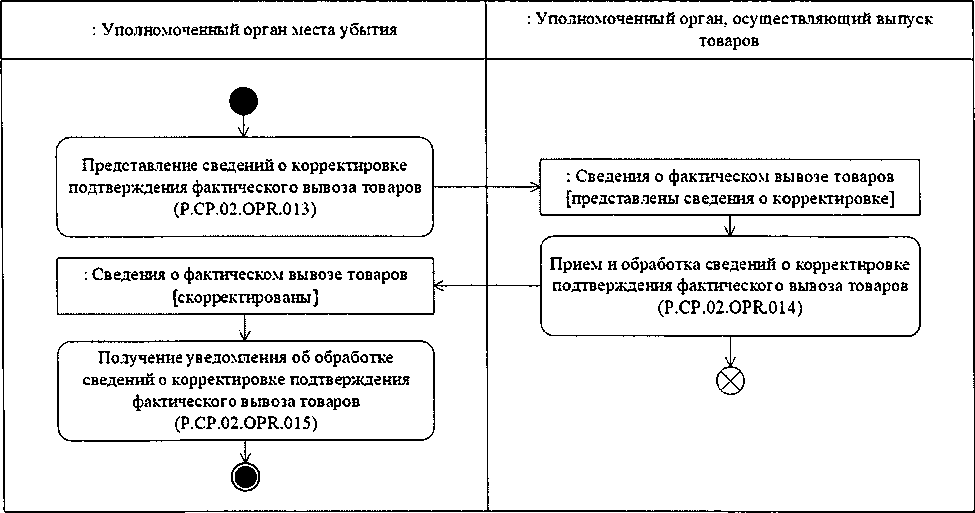 : Уполномоченный орган места убытия
: Уполномоченный орган, осуществляющий выпуск
товаров
Представление сведений о корректировке
подтверждения фактического вывоза товаров
(P.CP.02.OPR.013)
: Сведения о фактическом вывозе товаров
[представлены сведения о корректировке]
Прием и обработка сведений о корректировке
подтверждения фактического вывоза товаров
(P.CP.02.OPR.014)
: Сведения о фактическом вывозе товаров
[скорректированы]
Получение уведомления об обработке
сведений о корректировке подтверждения
фактического вывоза товаров
(P.CP.02.OPR.015)